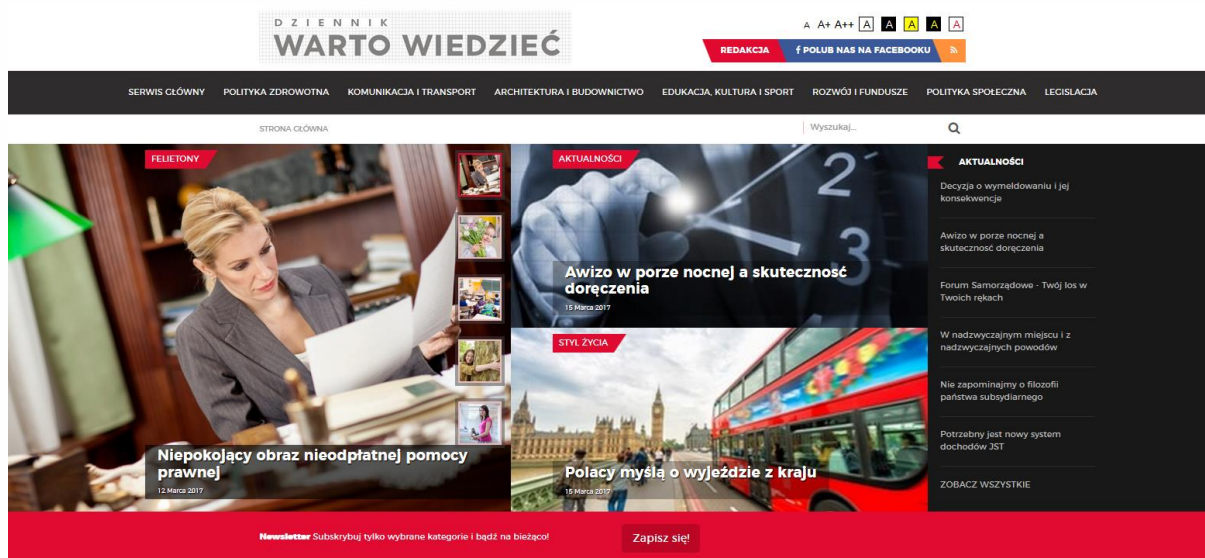 DZIENNIK
WARTO WIEDZIEĆ
A A+ A++ A A A A A
REDAKCJA
f POLUB NAS NA FACEBOOKU
SERWIS GŁÓWNY POLITYKA ZDROWOTNA KOMUNIKACJA I TRANSPORT ARCHITEKTURA I BUDOWNICTWO EDUKACJA, KULTURA I SPORT ROZWÓJ I FUNDUSZE POLITYKA SPOŁECZNA LEGISLACJA
STRONA GŁÓWNA
Wyszukaj...
FELIETONY
Niepokojący obraz nieodpłatnej pomocy
prawnej
12 Marca 2017
AKTUALNOŚCI
2
3
Awizo w porze nocnej a skutecznosć
doręczenia
15 Marca 2017
STYL ŻYCIA
Polacy myślą o wyjeździe z kraju
15 Marca 2017
AKTUALNOŚCI
Decyzja o wymeldowaniu i jej
konsekwencje
Awizo w porze nocnej a
skutecznosć doręczenia
Forum Samorządowe - Twój los w
Twoich rękach
W nadzwyczajnym miejscu i z
nadzwyczajnych powodów
Nie zapominajmy o filozofii
państwa subsydiarnego
Potrzebny jest nowy system
dochodów JST
ZOBACZ WSZYSTKIE
Newsletter Subskrybuj tylko wybrane kategorie i bądź na bieżąco!
Zapisz się!